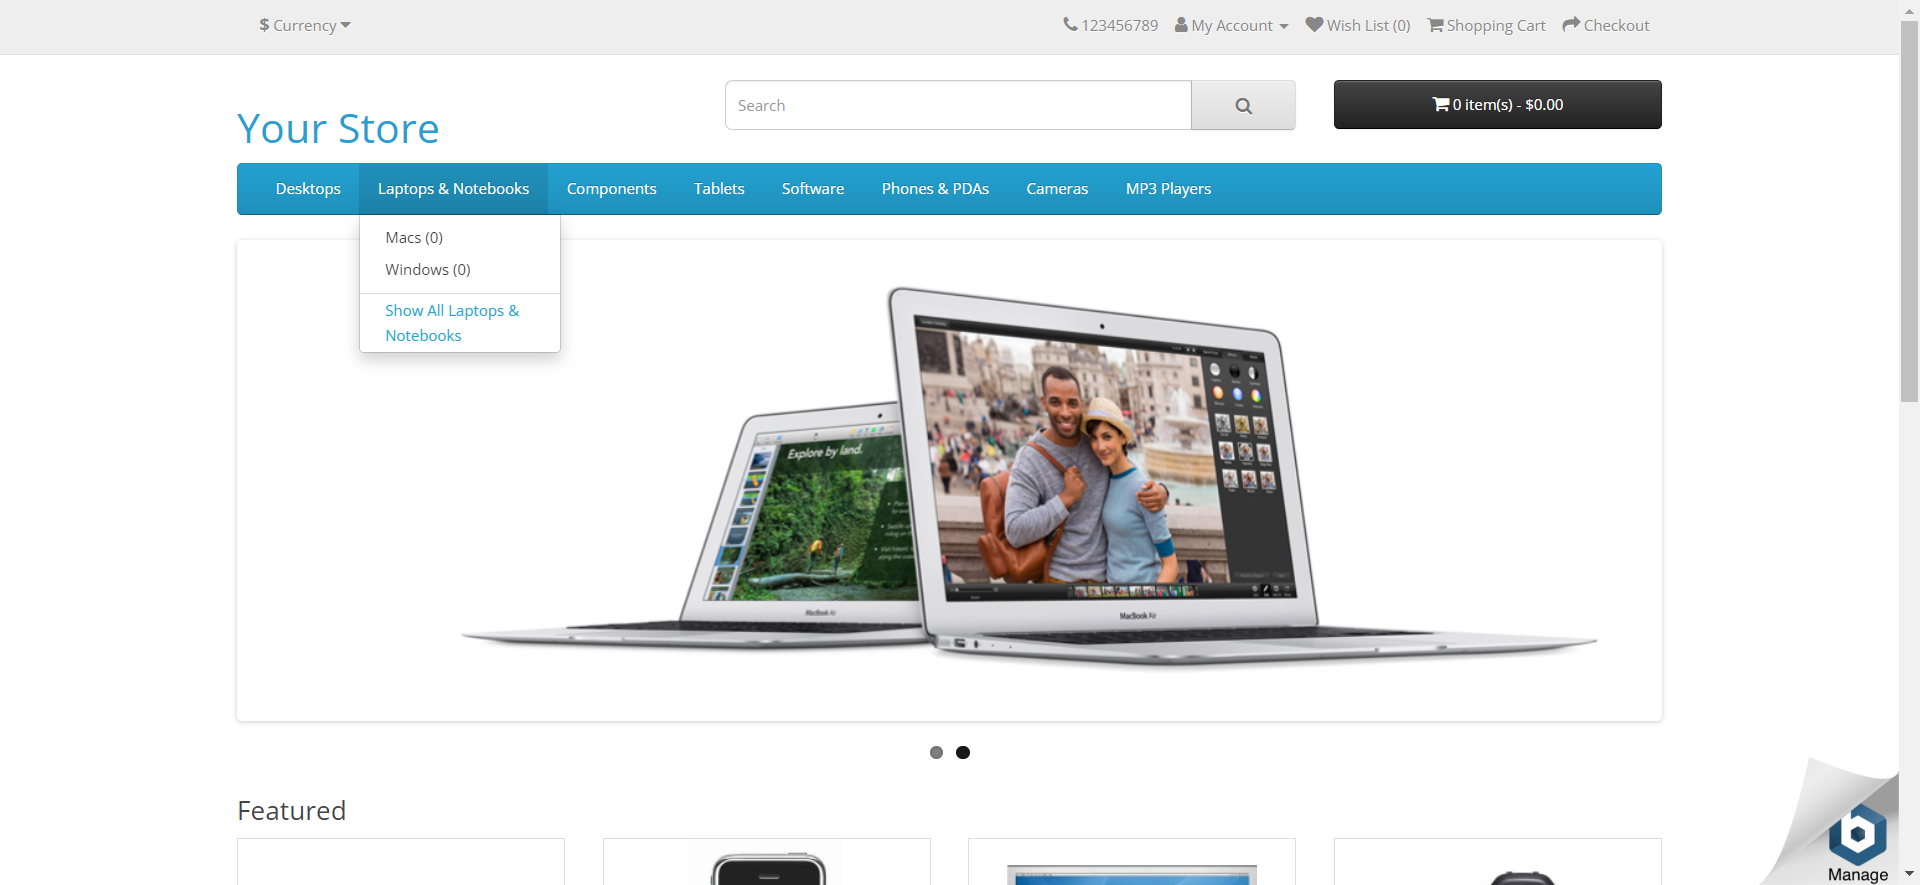 $ Currency
123456789 My Account Wish List (0) Shopping Cart Checkout
Your Store
Search
0 item(s) - $0.00
Desktops Laptops & Notebooks Components Tablets Software Phones & PDAs Cameras MP3 Players
Macs (0)
Windows (0)
Show All Laptops &
Notebooks
Explore by land.
MacBook Air
MacBook Air
Featured
Manage